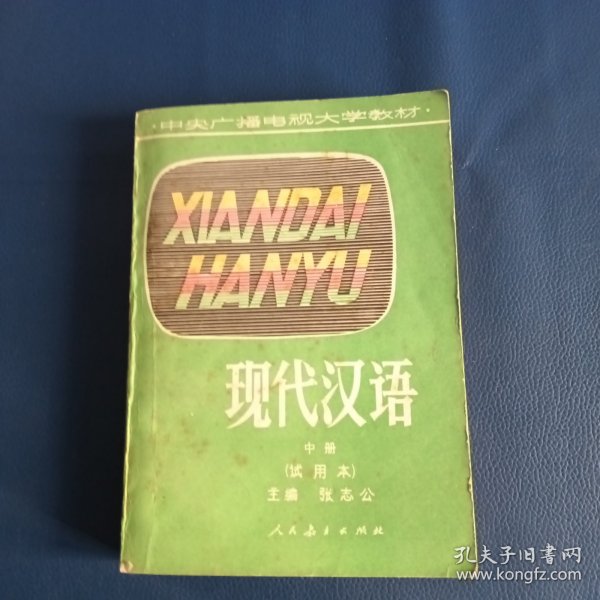 ·中央广播电视大学教材·
XIANDAI
HANYU
现代汉语
中册
(试用本)
主编 张志公
人民教育出版社
孔夫子旧书网
www.kongfz.com